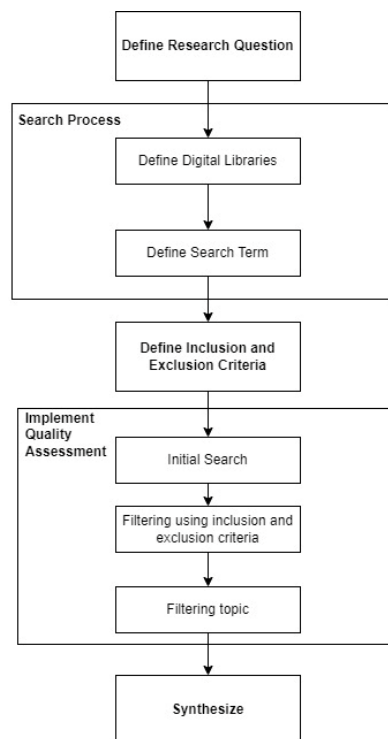 Define Research Question
Search Process
Define Digital Libraries
Define Search Term
Define Inclusion and
Exclusion Criteria
Implement
Quality
Assessment
Initial Search
Filtering using inclusion and
exclusion criteria
Filtering topic
Synthesize